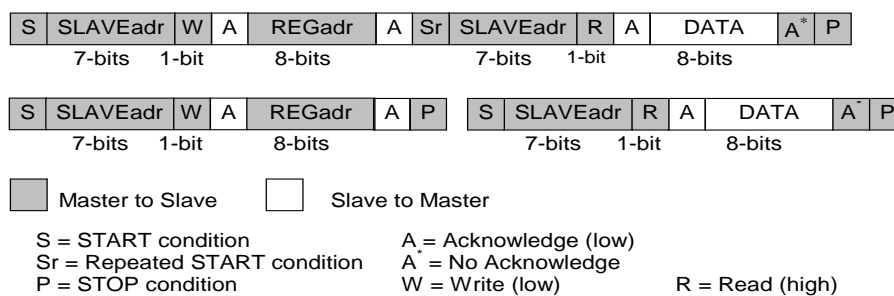 S SLAVEadr W A REGadr A Sr SLAVEadr R A DATA A* P
7-bits 1-bit 8-bits 7-bits 1-bit 8-bits
S SLAVEadr W A REGadr A P S SLAVEadr R A DATA A* P
7-bits 1-bit 8-bits 7-bits 1-bit 8-bits
Master to Slave Slave to Master
S = START condition A = Acknowledge (low)
Sr = Repeated START condition A* = No Acknowledge
P = STOP condition W = Write (low) R = Read (high)